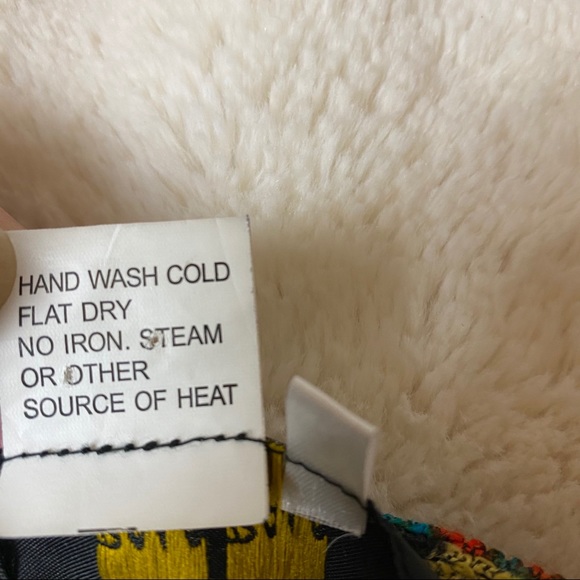 HAND WASH COLD
FLAT DRY
NO IRON. STEAM
OR OTHER
SOURCE OF HEAT